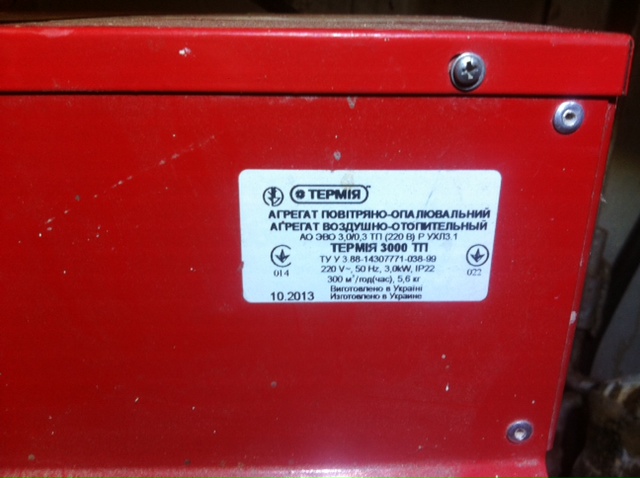 ТЕРМІЯ
АГРЕГАТ ПОВІТРЯНО-ОПАЛЮВАЛЬНИЙ
АГРЕГАТ ВОЗДУШНО-ОТОПИТЕЛЬНЫЙ
АО ЭВО 3,0/0,3 ТП (220 В) Р УХЛ3.1
ТЕРМІЯ 3000 ТП
ТУ У 3.88-14307771-038-99
220 V~, 50 Hz, 3,0kW, IP22
014
022
300 м³/год(час), 5,6 кг
Виготовлено в Україні
10.2013 Изготовлено в Украине